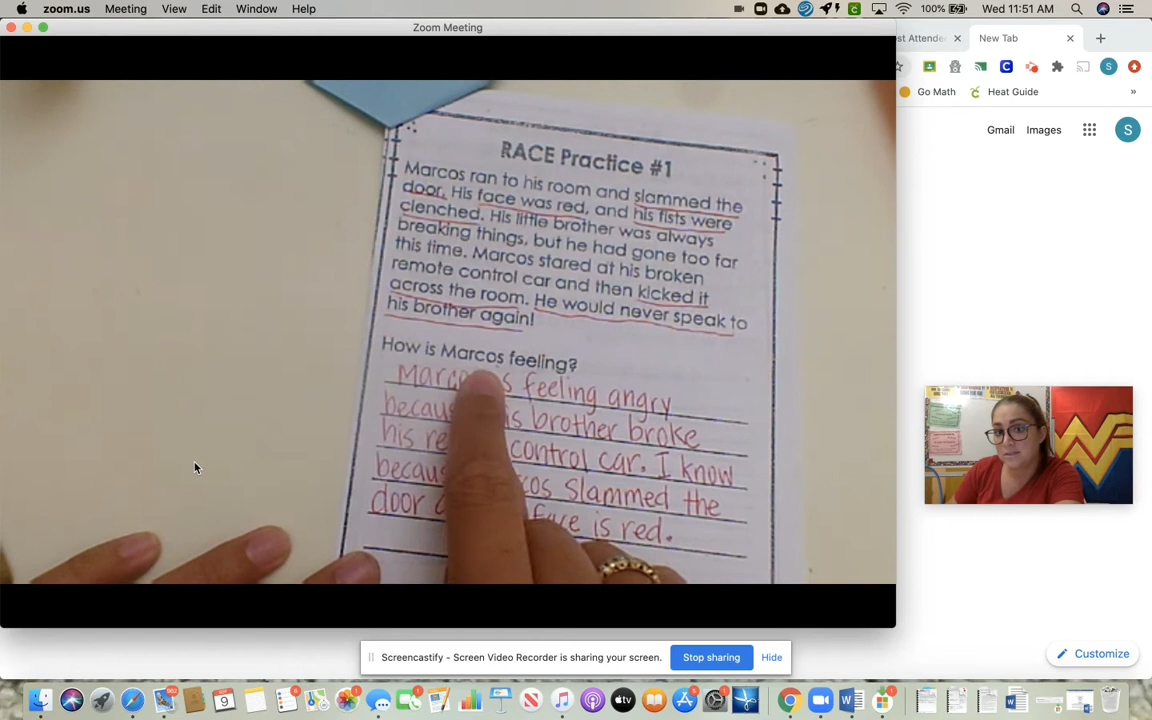 zoom.us Meeting View Edit Window Help 100% Wed 11:51 AM
Zoom Meeting
st Attende New Tab
Go Math Heat Guide
Gmail Images
RACE Practice #1
Marcos ran to his room and slammed the
door. His face was red, and his fists were
clenched. His little brother was always
breaking things, but he had gone too far
this time. Marcos stared at his broken
remote control car and then kicked it
across the room. He would never speak to
his brother again!
How is Marcos feeling?
feeling angry
brother broke
his control car. I know
slammed the
door face is red.
Screencastify - Screen Video Recorder is sharing your screen. Stop sharing Hide
Customize